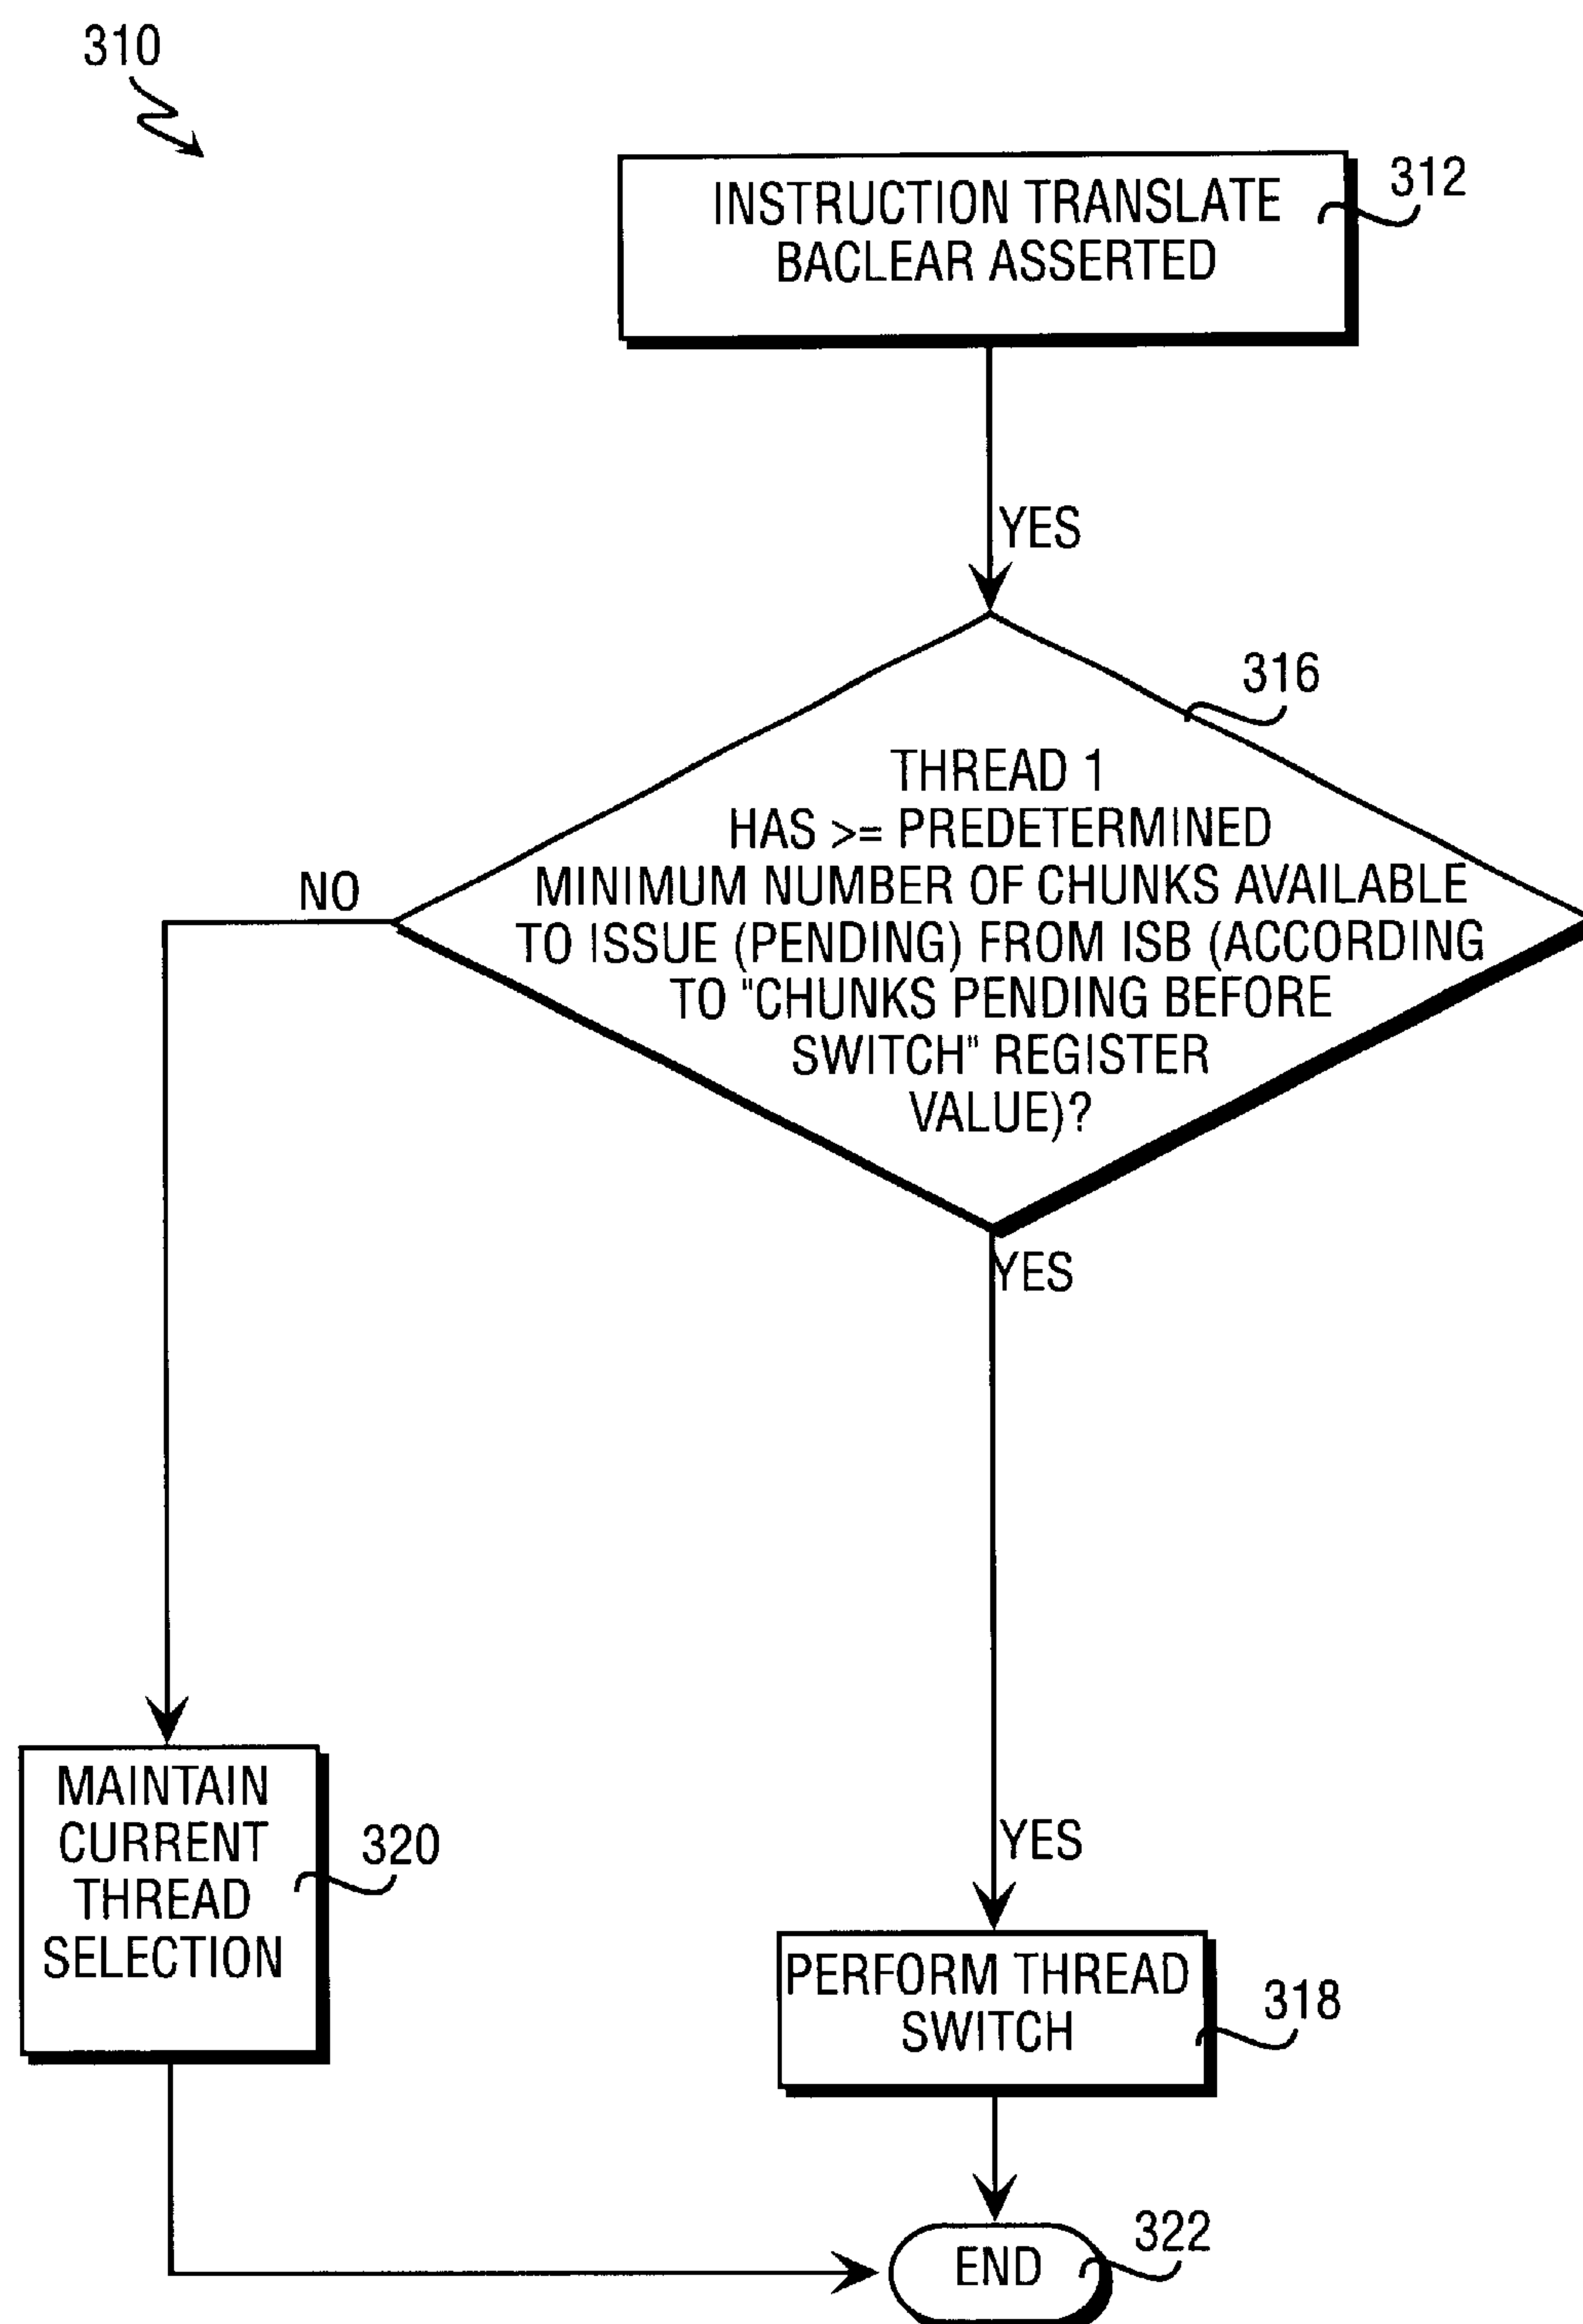 310
INSTRUCTION TRANSLATE
BACLEAR ASSERTED
312
YES
316
THREAD 1
HAS >= PREDETERMINED
MINIMUM NUMBER OF CHUNKS AVAILABLE
TO ISSUE (PENDING) FROM ISB (ACCORDING
TO "CHUNKS PENDING BEFORE
SWITCH" REGISTER
VALUE)?
NO
YES
MAINTAIN
CURRENT
THREAD
SELECTION
320
YES
PERFORM THREAD
SWITCH
318
END
322